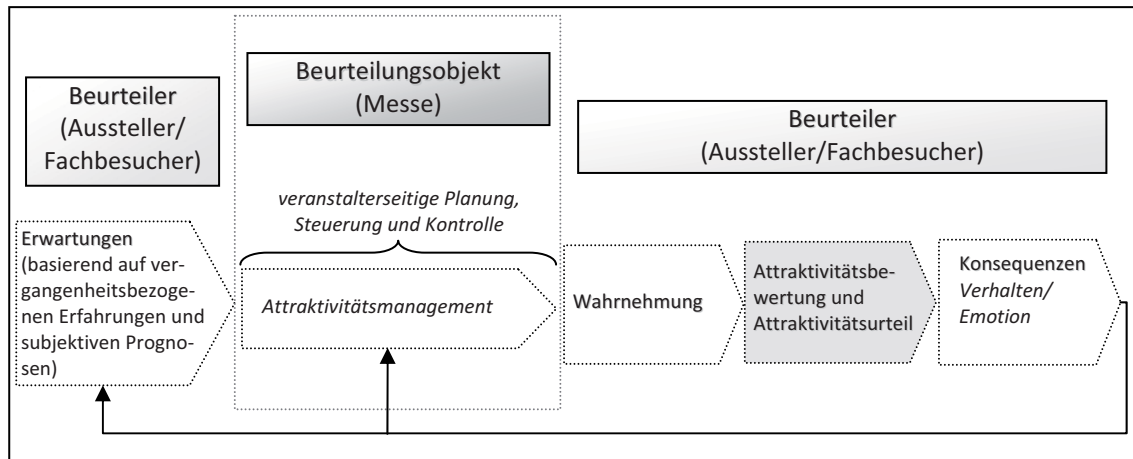 Beurteiler
(Aussteller/
Fachbesucher)
Beurteilungsobjekt
(Messe)
Beurteiler
(Aussteller/Fachbesucher)
veranstalterseitige Planung,
Steuerung und Kontrolle
Erwartungen
(basierend auf ver-
gangenheitsbezoge-
nen Erfahrungen und
subjektiven Progno-
sen)
Attraktivitätsmanagement
Wahrnehmung
Attraktivitätsbe-
wertung und
Attraktivitätsurteil
Konsequenzen
Verhalten/
Emotion